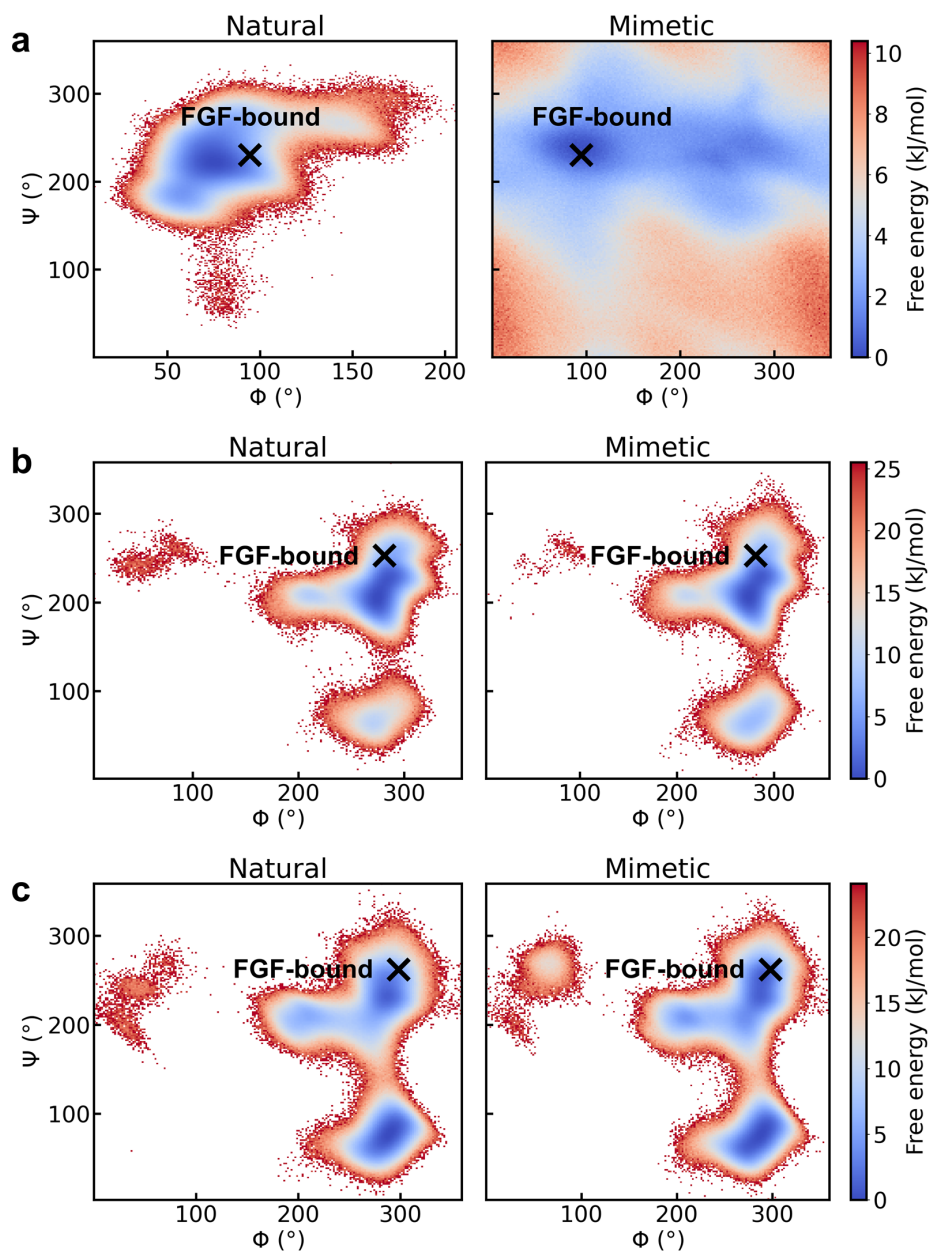 a
Natural
Mimetic
FGF-bound
FGF-bound
300
200
100
Ψ (°)
50
100
150
200
Φ (°)
100
200
300
Φ (°)
10
8
6
4
2
0
Free energy (kJ/mol)
b
Natural
Mimetic
FGF-bound
FGF-bound
300
200
100
Ψ (°)
100
200
300
Φ (°)
100
200
300
Φ (°)
25
20
15
10
5
0
Free energy (kJ/mol)
c
Natural
Mimetic
FGF-bound
FGF-bound
300
200
100
Ψ (°)
100
200
300
Φ (°)
100
200
300
Φ (°)
20
15
10
5
0
Free energy (kJ/mol)